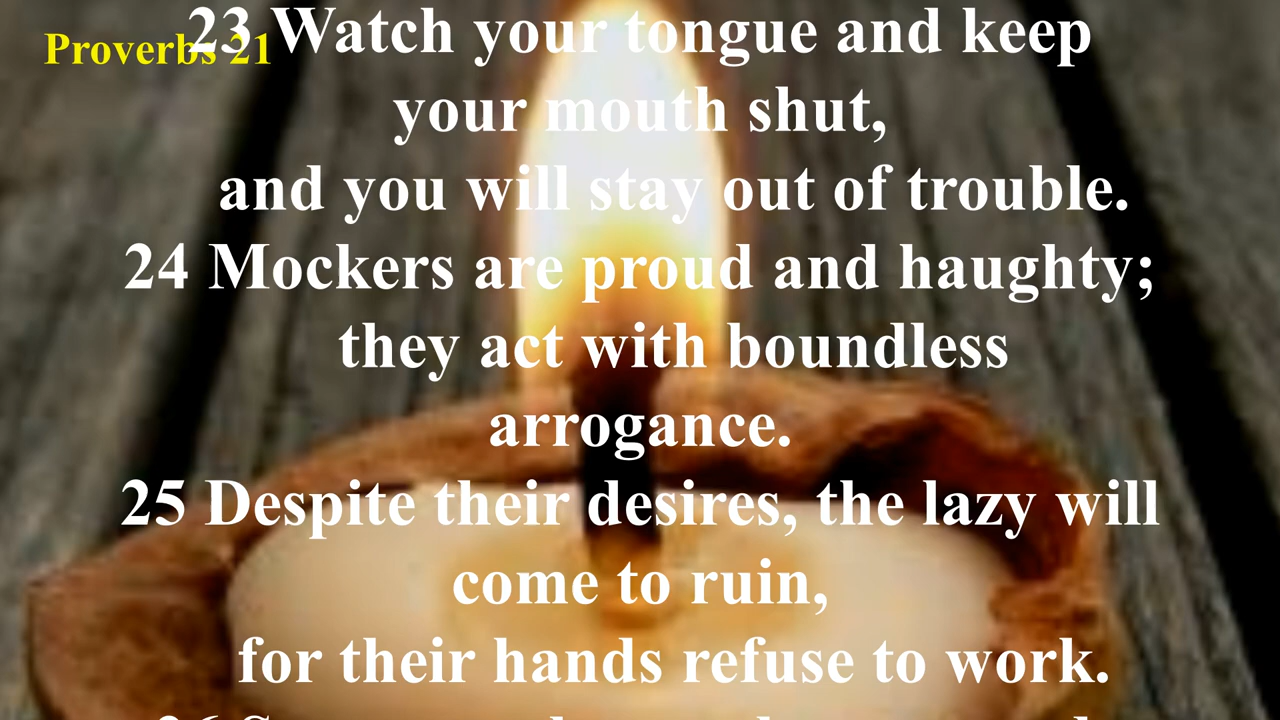 Proverbs 21
23 Watch your tongue and keep
your mouth shut,
and you will stay out of trouble.
24 Mockers are proud and haughty;
they act with boundless
arrogance.
25 Despite their desires, the lazy will
come to ruin,
for their hands refuse to work.